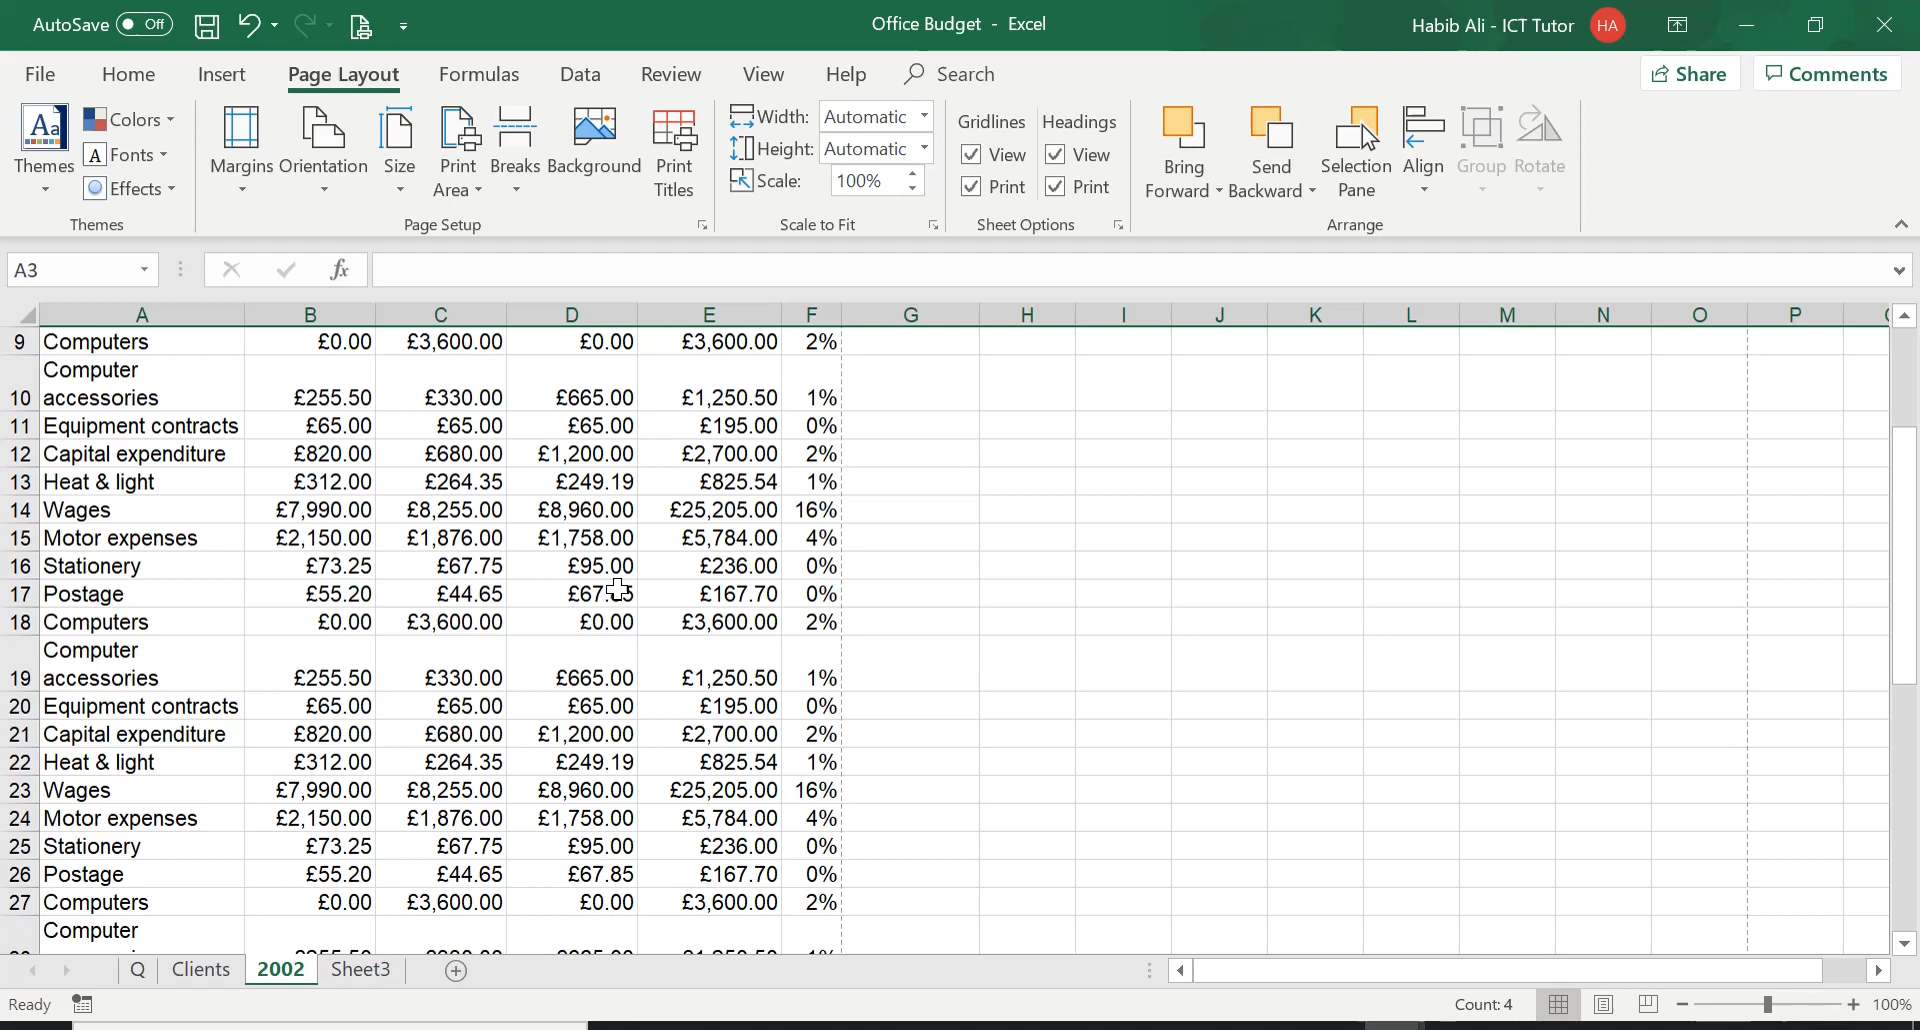 AutoSave Off Office Budget - Excel Habib Ali - ICT Tutor HA
File Home Insert Page Layout Formulas Data Review View Help Search Share Comments
Themes Colors Fonts Effects Themes
Margins Orientation Size Print Area Breaks Background Print Titles Page Setup
Width: Automatic Height: Automatic Scale: 100% Scale to Fit
Gridlines View Print Headings View Print Sheet Options
Bring Forward Send Backward Selection Pane Align Group Rotate Arrange
A3 fx
A B C D E F G H I J K L M N O P
9 Computers £0.00 £3,600.00 £0.00 £3,600.00 2%
Computer
10 accessories £255.50 £330.00 £665.00 £1,250.50 1%
11 Equipment contracts £65.00 £65.00 £65.00 £195.00 0%
12 Capital expenditure £820.00 £680.00 £1,200.00 £2,700.00 2%
13 Heat & light £312.00 £264.35 £249.19 £825.54 1%
14 Wages £7,990.00 £8,255.00 £8,960.00 £25,205.00 16%
15 Motor expenses £2,150.00 £1,876.00 £1,758.00 £5,784.00 4%
16 Stationery £73.25 £67.75 £95.00 £236.00 0%
17 Postage £55.20 £44.65 £167.70 0%
18 Computers £0.00 £3,600.00 £0.00 £3,600.00 2%
Computer
19 accessories £255.50 £330.00 £665.00 £1,250.50 1%
20 Equipment contracts £65.00 £65.00 £65.00 £195.00 0%
21 Capital expenditure £820.00 £680.00 £1,200.00 £2,700.00 2%
22 Heat & light £312.00 £264.35 £249.19 £825.54 1%
23 Wages £7,990.00 £8,255.00 £8,960.00 £25,205.00 16%
24 Motor expenses £2,150.00 £1,876.00 £1,758.00 £5,784.00 4%
25 Stationery £73.25 £67.75 £95.00 £236.00 0%
26 Postage £55.20 £44.65 £67.85 £167.70 0%
27 Computers £0.00 £3,600.00 £0.00 £3,600.00 2%
Computer
Q Clients 2002 Sheet3
Ready Count: 4 100%